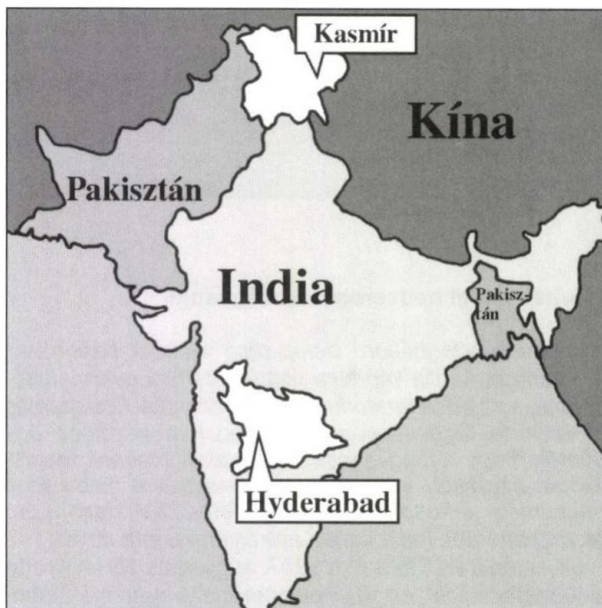 Kasmír
Kína
Pakisztán
India
Pakisz-
tán
Hyderabad